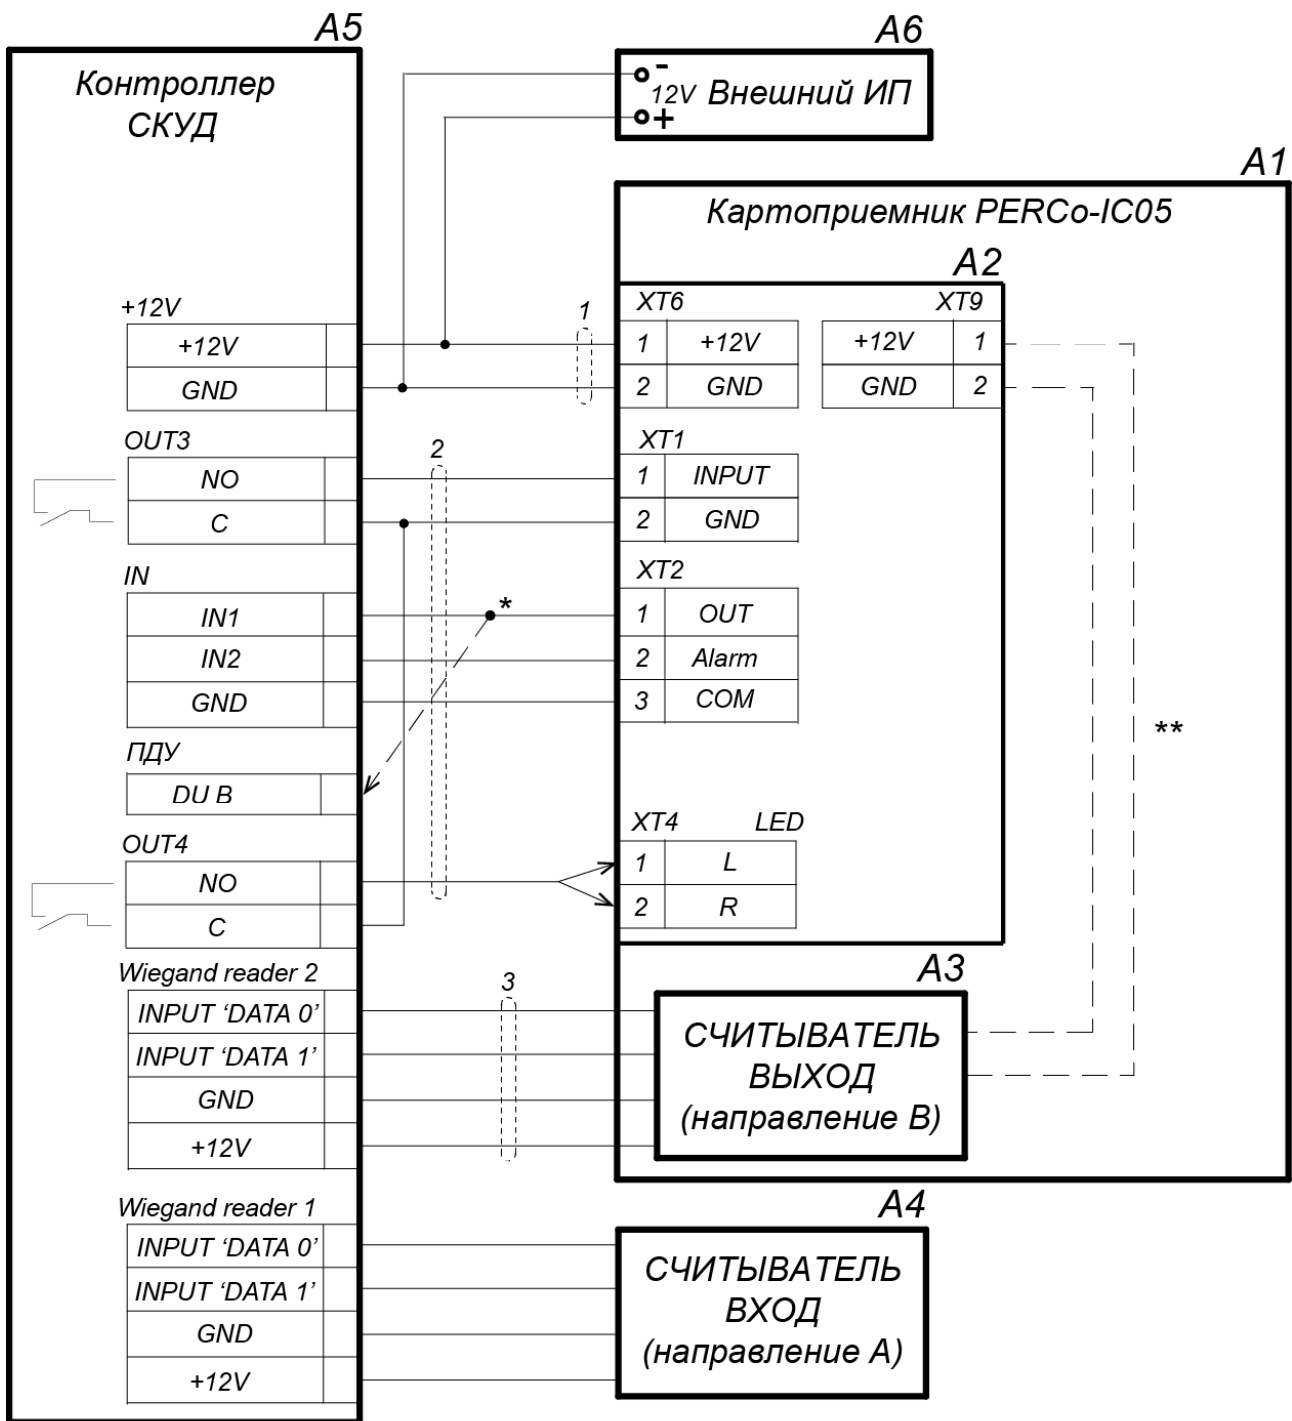 A5
Контроллер
СКУД
A6
-
12V Внешний ИП
+
A1
Картоприемник PERCo-IC05
A2
+12V
+12V
GND
1
XT6
1 +12V
2 GND
XT9
+12V 1
GND 2
OUT3
NO
C
2
XT1
1 INPUT
2 GND
IN
IN1
IN2
GND
*
XT2
1 OUT
2 Alarm
3 COM
**
ПДУ
DU B
OUT4
NO
C
XT4 LED
1 L
2 R
Wiegand reader 2
INPUT ‘DATA 0’
INPUT ‘DATA 1’
GND
+12V
3
A3
СЧИТЫВАТЕЛЬ
ВЫХОД
(направление B)
Wiegand reader 1
INPUT ‘DATA 0’
INPUT ‘DATA 1’
GND
+12V
A4
СЧИТЫВАТЕЛЬ
ВХОД
(направление A)